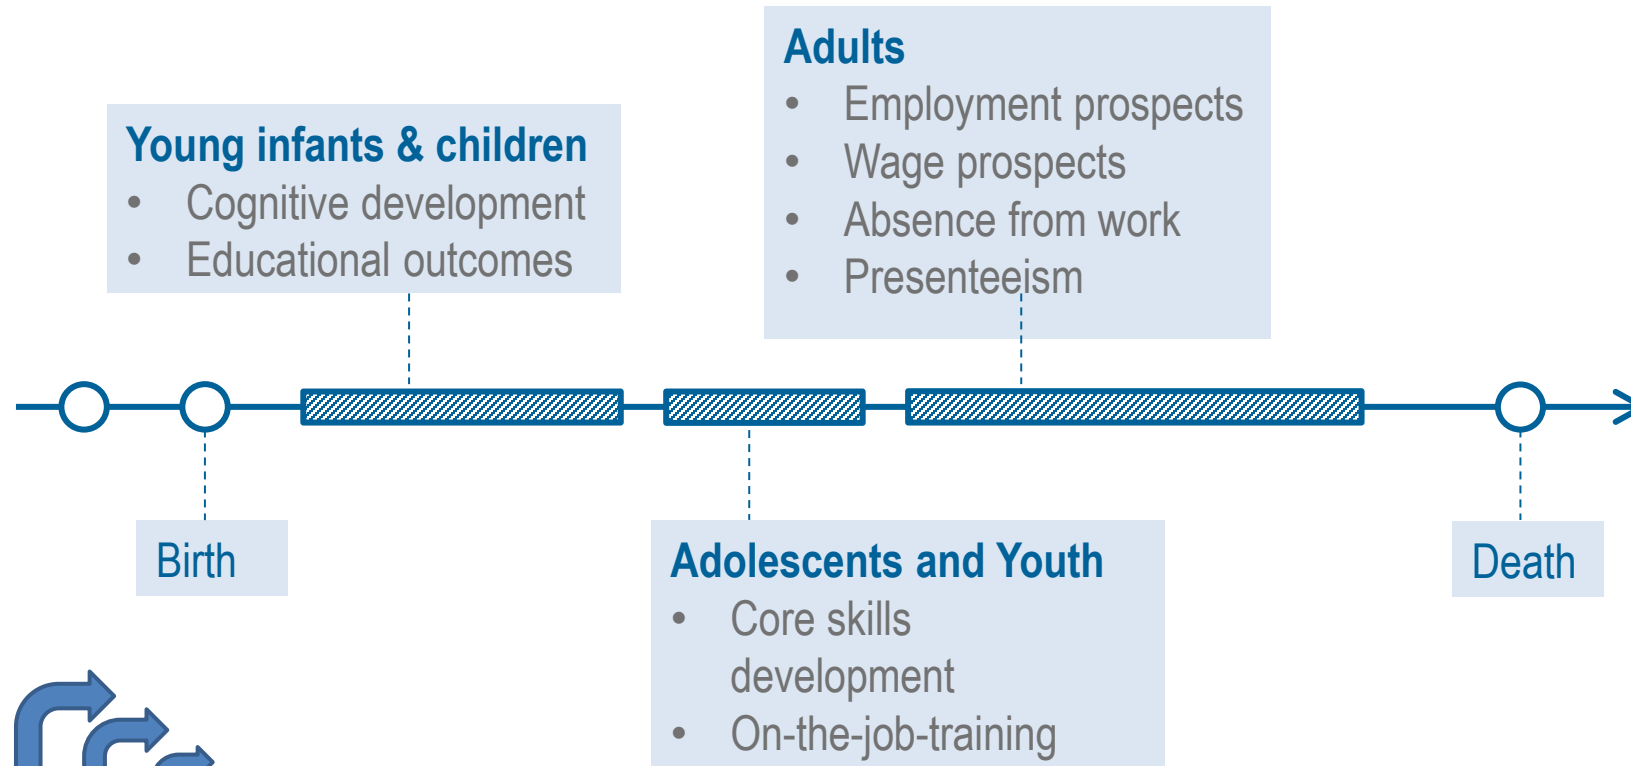 Young infants & children
• Cognitive development
• Educational outcomes
Adults
• Employment prospects
• Wage prospects
• Absence from work
• Presenteeism
Birth
Adolescents and Youth
• Core skills
development
• On-the-job-training
Death